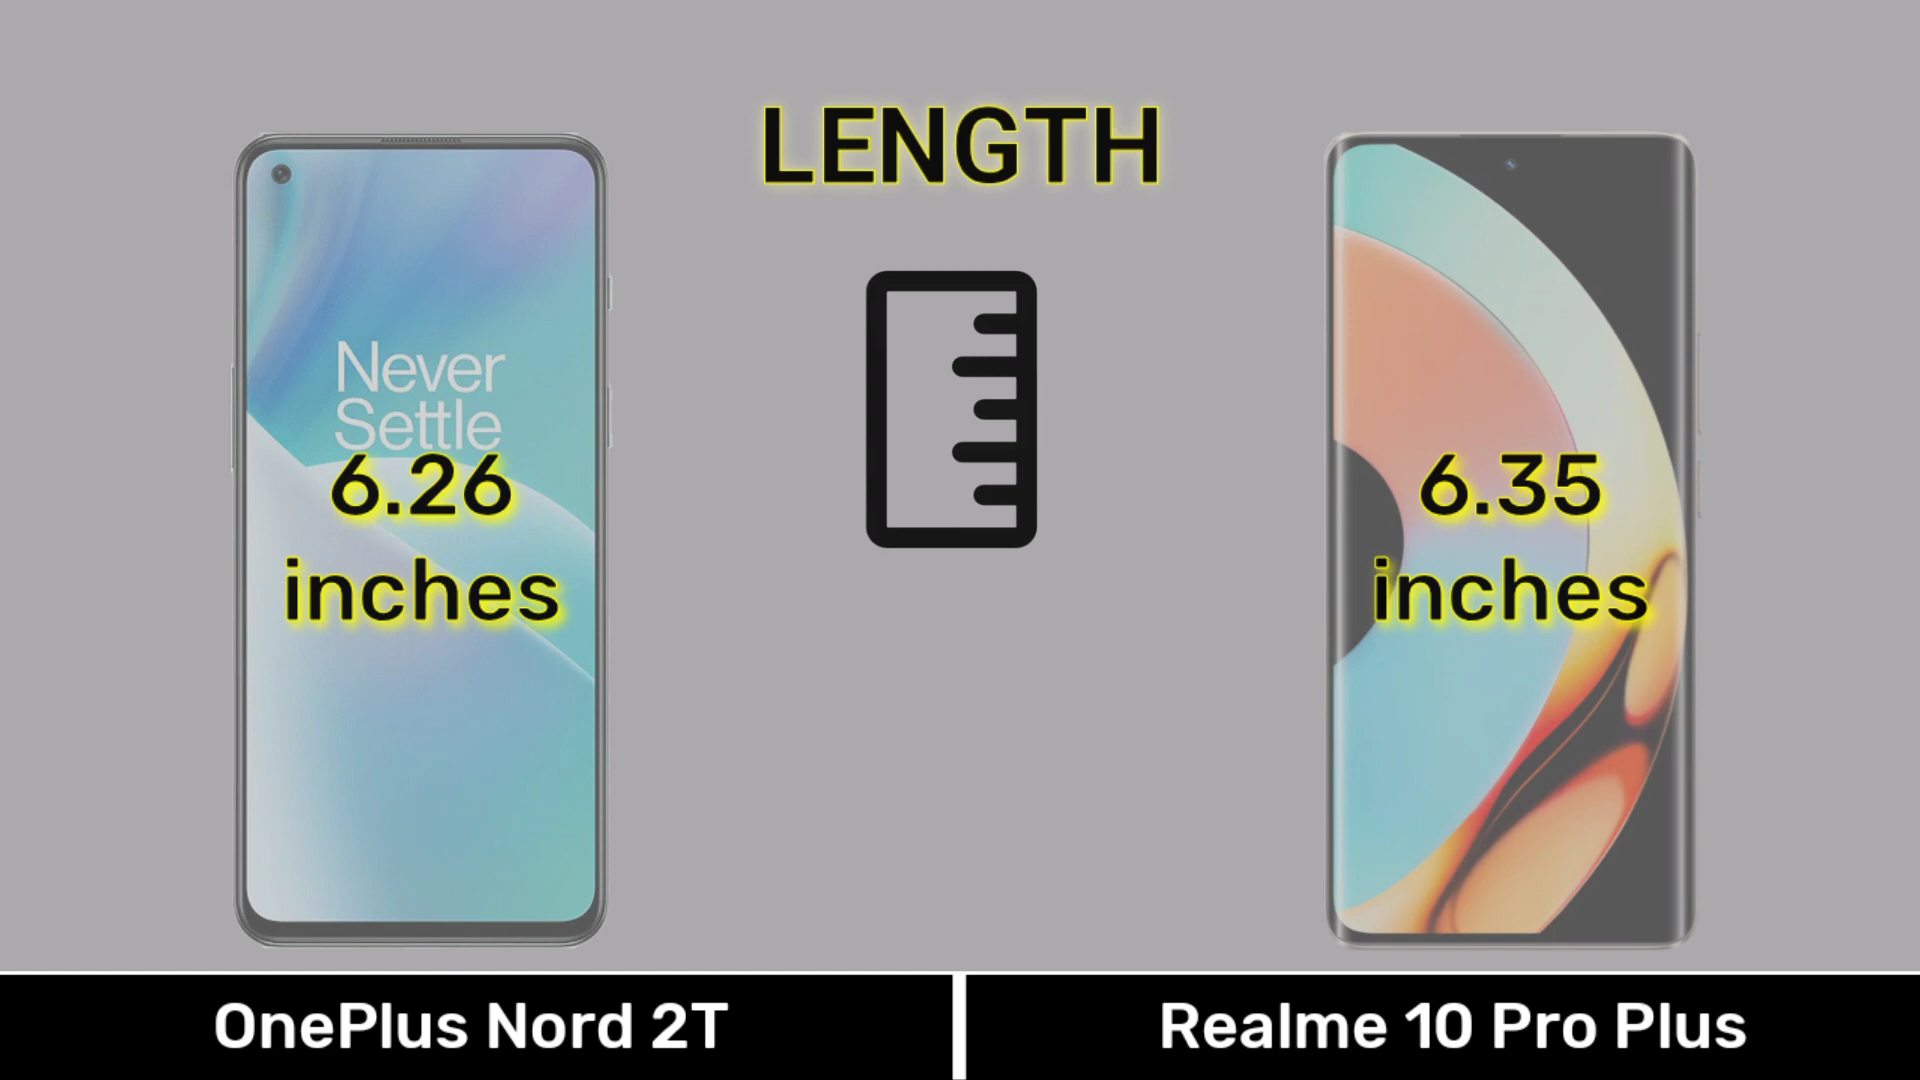 LENGTH
Never
Settle
6.26
inches
6.35
inches
OnePlus Nord 2T
Realme 10 Pro Plus